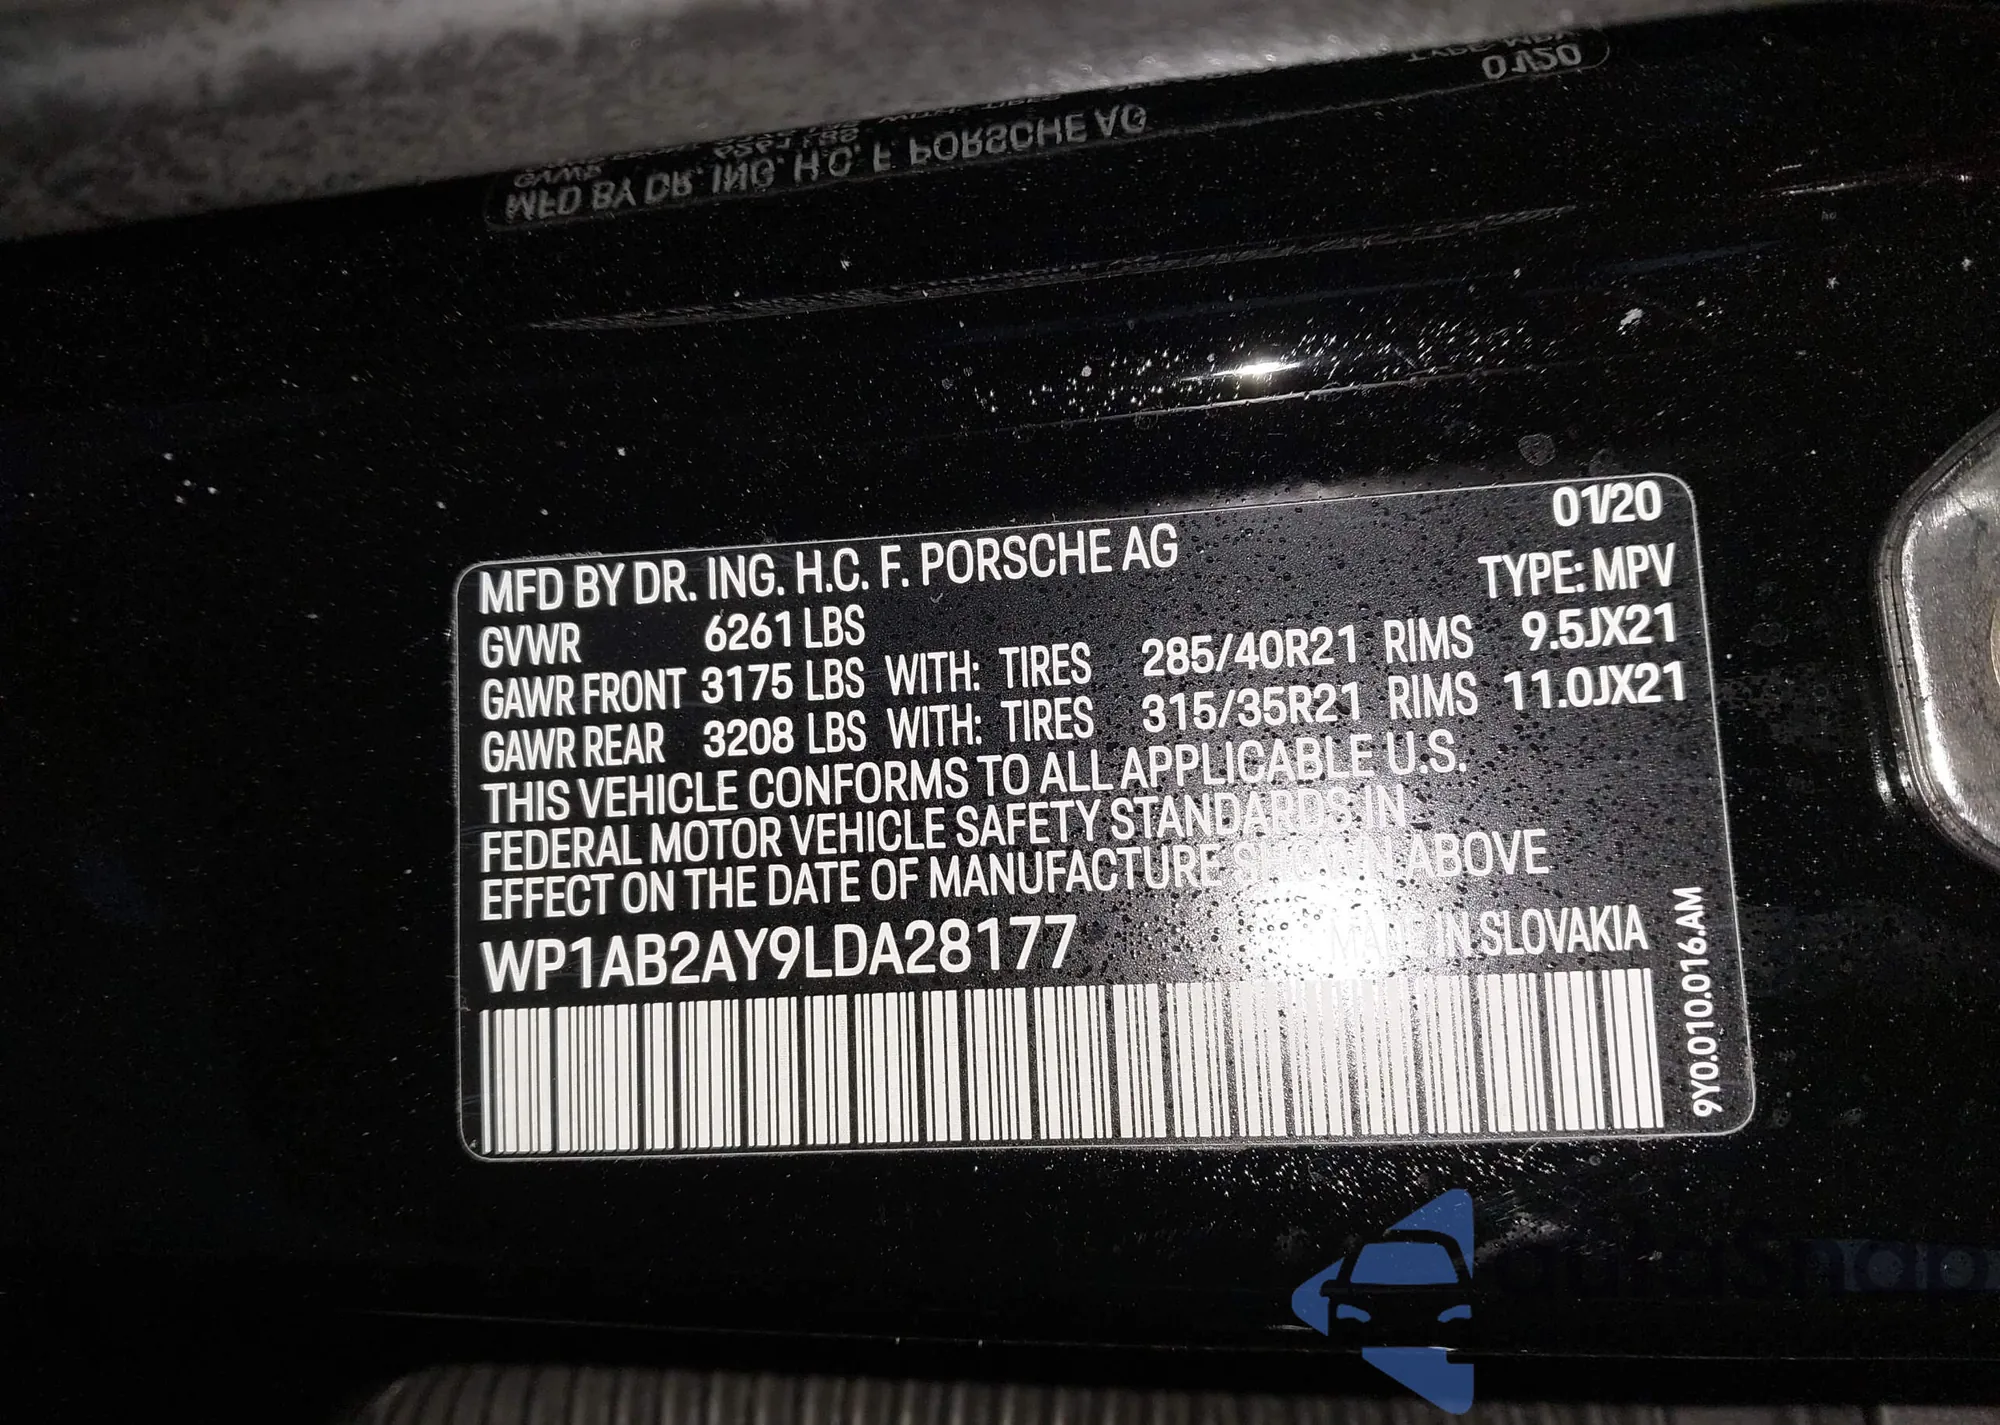 01/20
MFD BY DR. ING. H.C. F. PORSCHE AG
TYPE: MPV
GVWR 6261 LBS
GAWR FRONT 3175 LBS WITH: TIRES 285/40R21 RIMS 9.5JX21
GAWR REAR 3208 LBS WITH: TIRES 315/35R21 RIMS 11.0JX21
THIS VEHICLE CONFORMS TO ALL APPLICABLE U.S.
FEDERAL MOTOR VEHICLE SAFETY STANDARDS IN
EFFECT ON THE DATE OF MANUFACTURE SHOWN ABOVE
WP1AB2AY9LDA28177
MADE IN SLOVAKIA
9Y0.010.016.AM